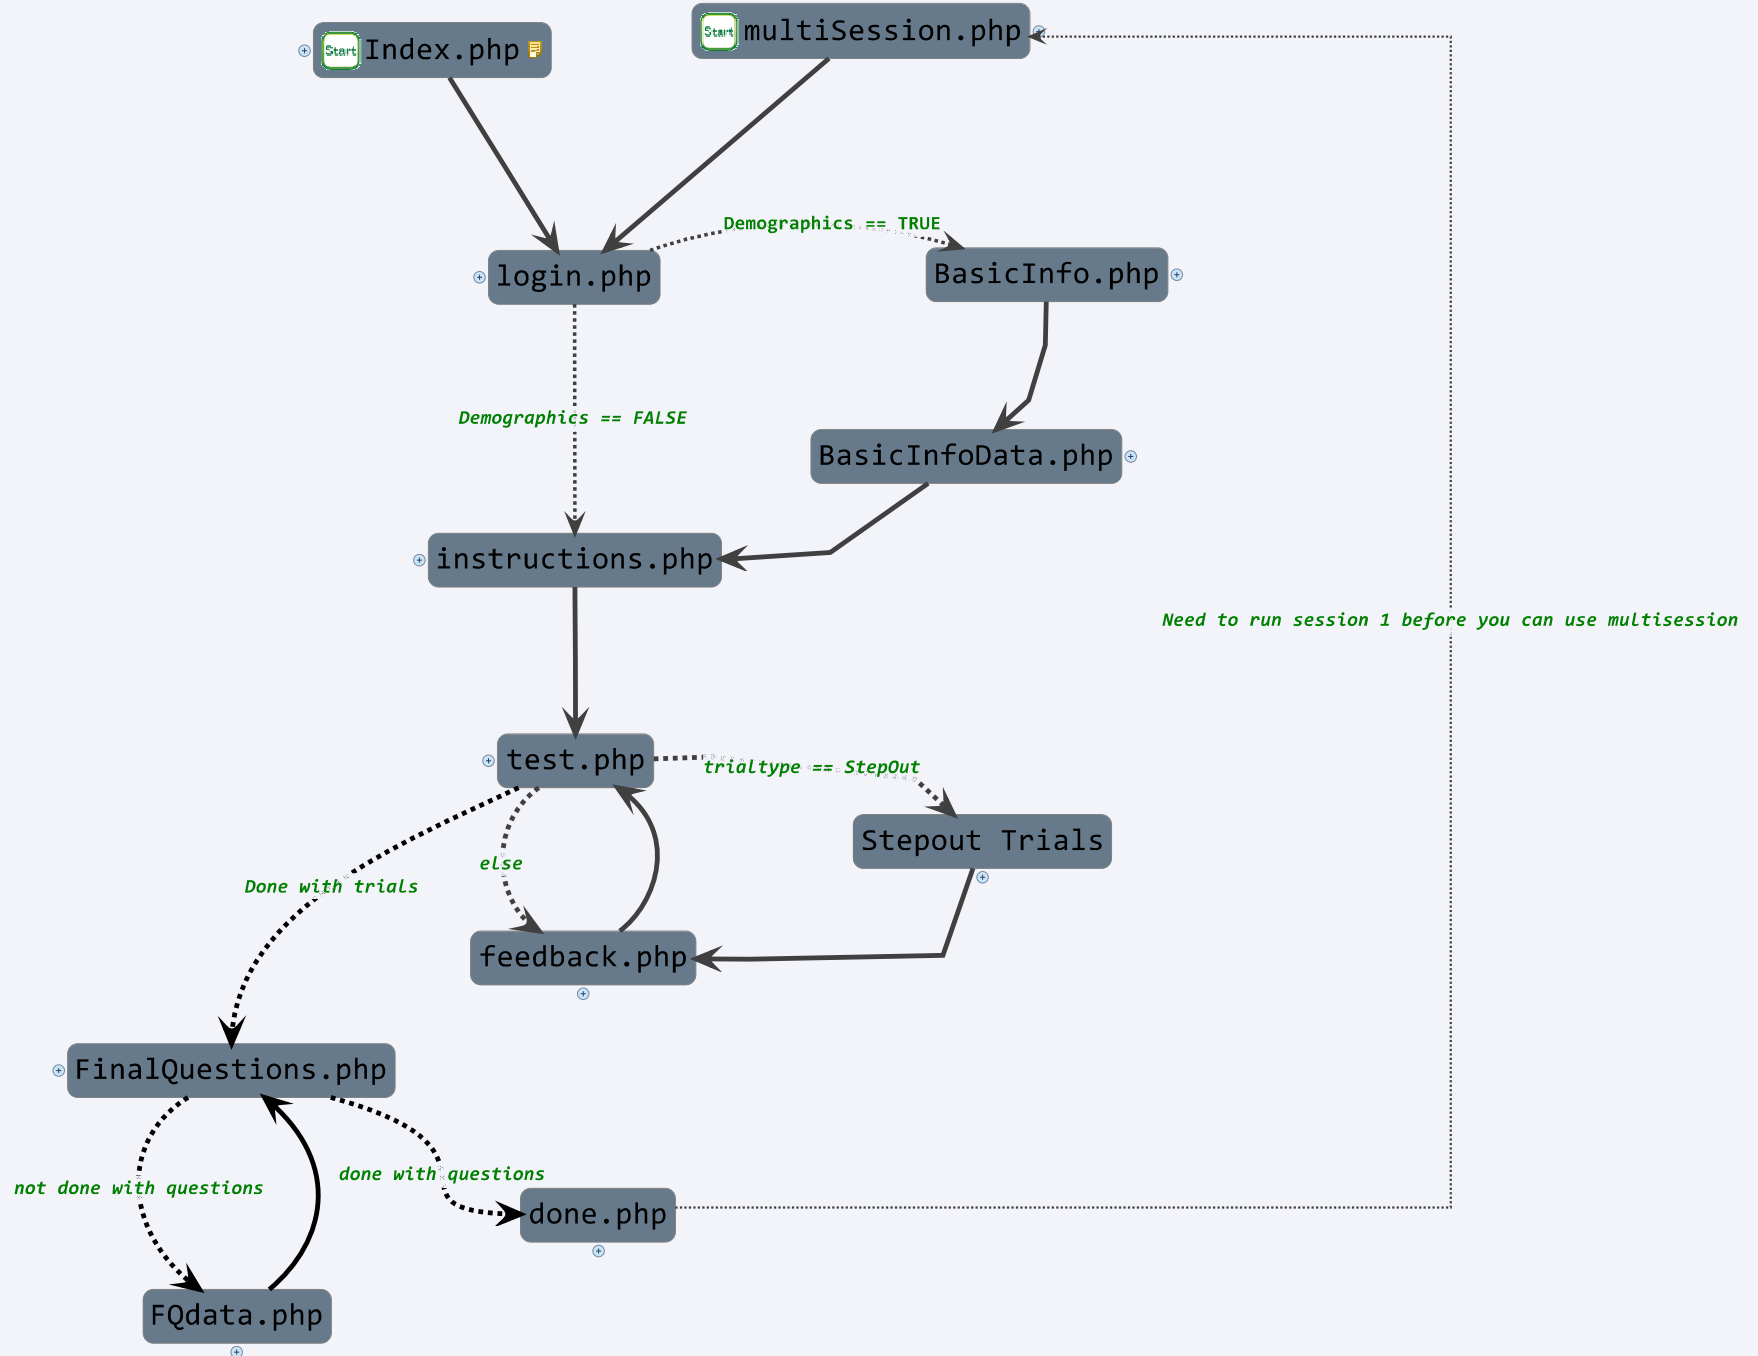 Start multiSession.php
Start Index.php
Demographics == TRUE
login.php
BasicInfo.php
Demographics == FALSE
BasicInfoData.php
instructions.php
Need to run session 1 before you can use multisession
test.php
trialtype == StepOut
Stepout Trials
else
Done with trials
feedback.php
FinalQuestions.php
done with questions
not done with questions
done.php
FQdata.php